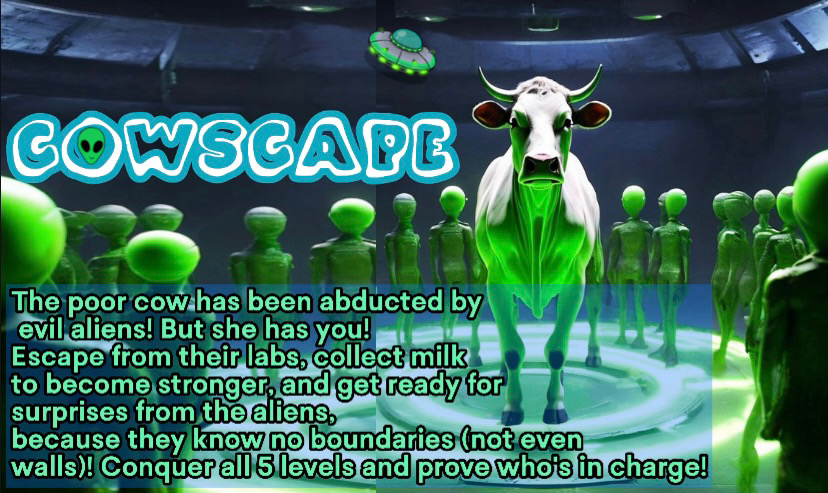 COWSCAPE
The poor cow has been abducted by
evil aliens! But she has you!
Escape from their labs, collect milk
to become stronger, and get ready for
surprises from the aliens,
because they know no boundaries (not even
walls)! Conquer all 5 levels and prove who's in charge!